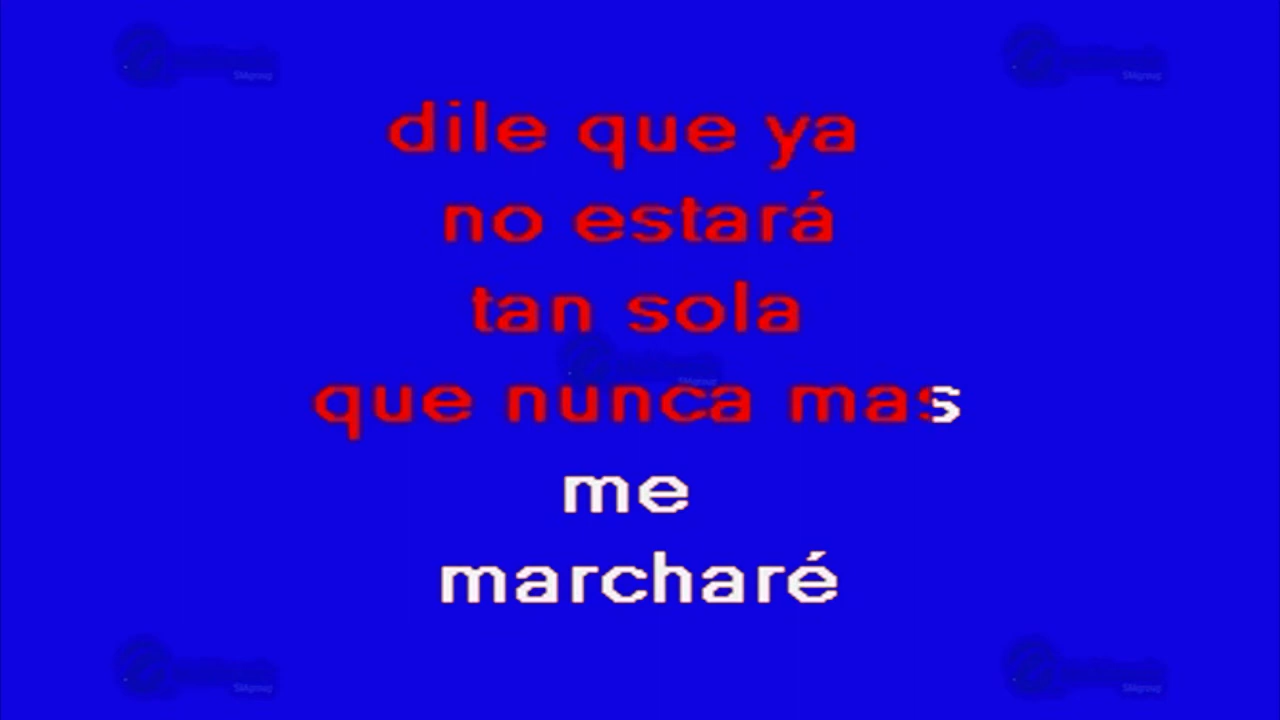 dile que ya
no estará
tan sola
que nunca mas
me
marcharé